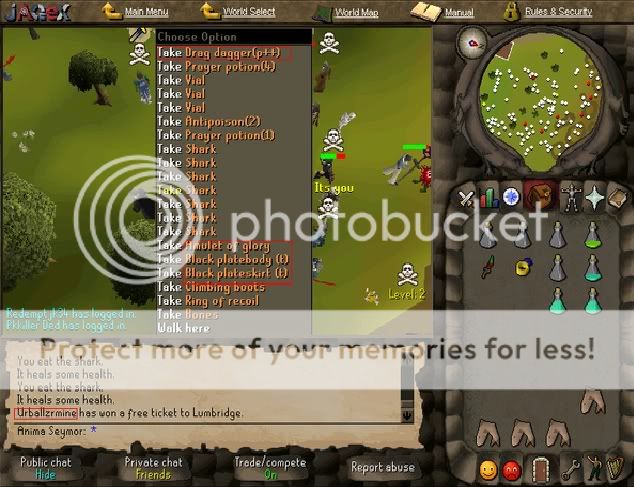 JAGeX
Main Menu
World Select
World Map
Manual
Rules & Security
Choose Option
Take Drag dagger(p++)
Take Prayer potion(4)
Take Vial
Take Vial
Take Vial
Take Antipoison(2)
Take Prayer potion(1)
Take Shark
Take Shark
Take Shark
Take Shark
Take Shark
Take Shark
Take Shark
Take Amulet of glory
Take Black platebody (t)
Take Black plateskirt (t)
Take Climbing boots
Take Ring of recoil
Take Bones
Walk here
Its you
Level: 2
photobucket
Protect more of your memories for less!
Redempt jk34 has logged in.
Pkkiller Ded has logged in.
You eat the shark.
It heals some health.
You eat the shark.
It heals some health.
Urballzrmine has won a free ticket to Lumbridge.
Anima Seymor: *
Public chat
Hide
Private chat
Friends
Trade/compete
On
Report abuse